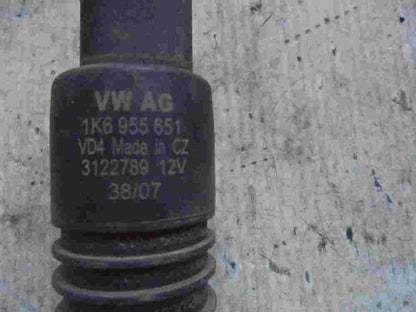 VW AG
1K6 955 651
VD4 Made in CZ
3122789 12V
38/07